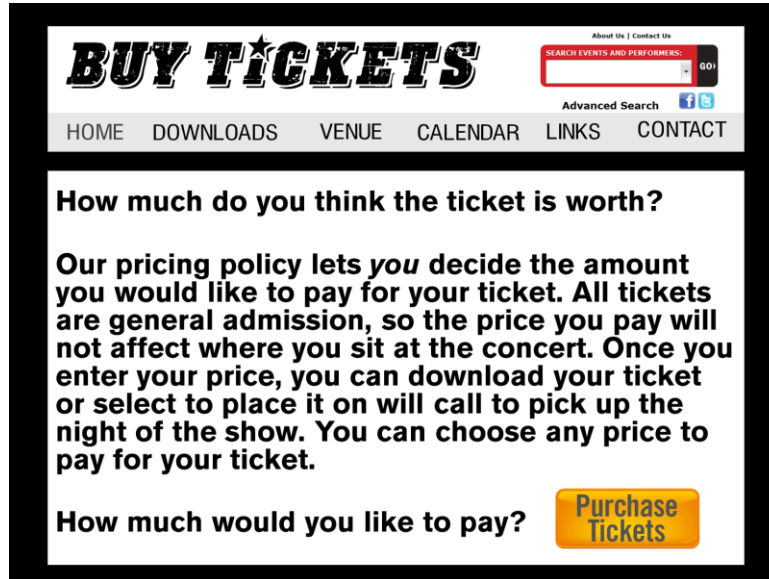 BUY TICKETS
About Us | Contact Us
SEARCH EVENTS AND PERFORMERS:
GO
Advanced Search
HOME DOWNLOADS VENUE CALENDAR LINKS CONTACT
How much do you think the ticket is worth?
Our pricing policy lets you decide the amount
you would like to pay for your ticket. All tickets
are general admission, so the price you pay will
not affect where you sit at the concert. Once you
enter your price, you can download your ticket
or select to place it on will call to pick up the
night of the show. You can choose any price to
pay for your ticket.
How much would you like to pay?
Purchase
Tickets